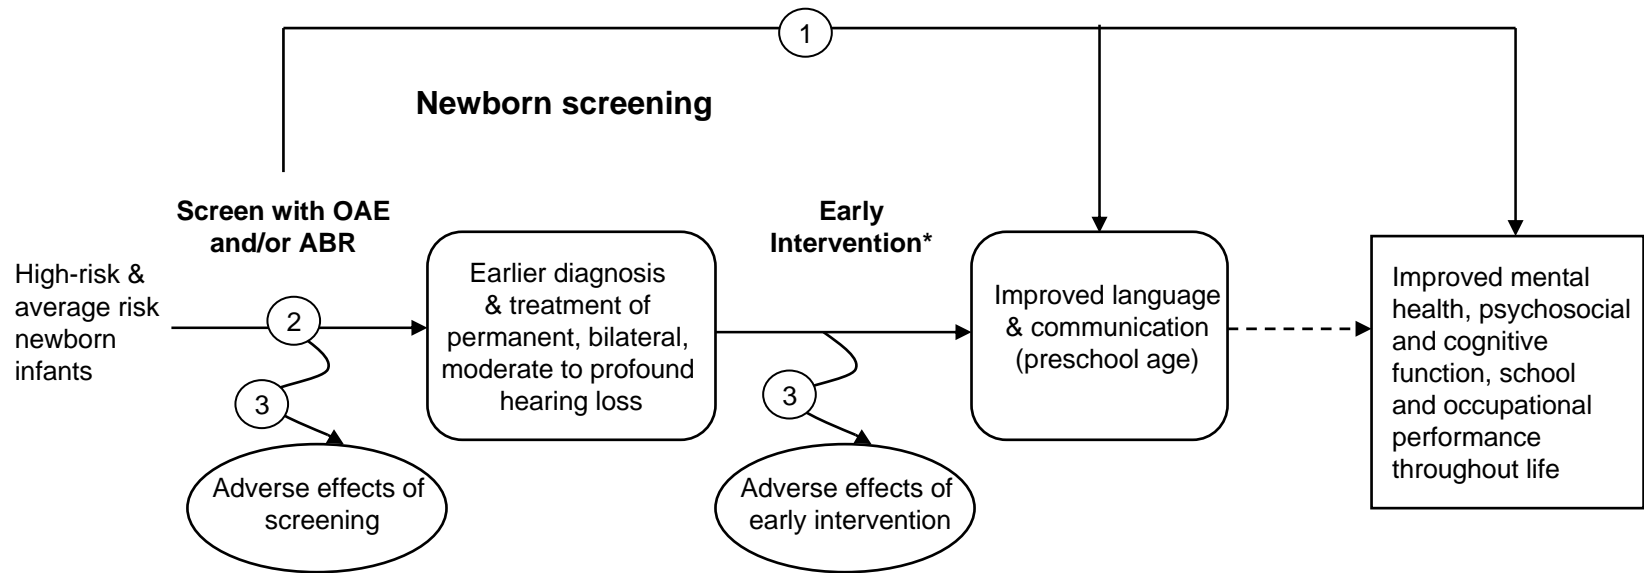 1
Newborn screening
Screen with OAE
and/or ABR
Early
Intervention*
High-risk &
average risk
newborn
infants
2
3
Earlier diagnosis
& treatment of
permanent, bilateral,
moderate to profound
hearing loss
3
Improved language
& communication
(preschool age)
Improved mental
health, psychosocial
and cognitive
function, school
and occupational
performance
throughout life
Adverse effects of
screening
Adverse effects of
early intervention